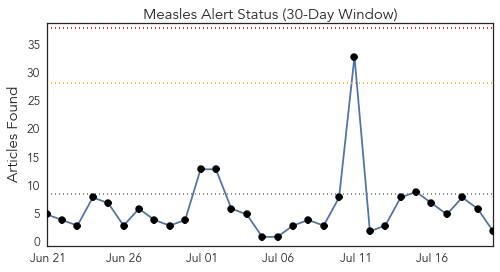 Measles Alert Status (30-Day Window)
Articles Found
35
30
25
20
15
10
5
0
Jun 21 Jun 26 Jul 01 Jul 06 Jul 11 Jul 16